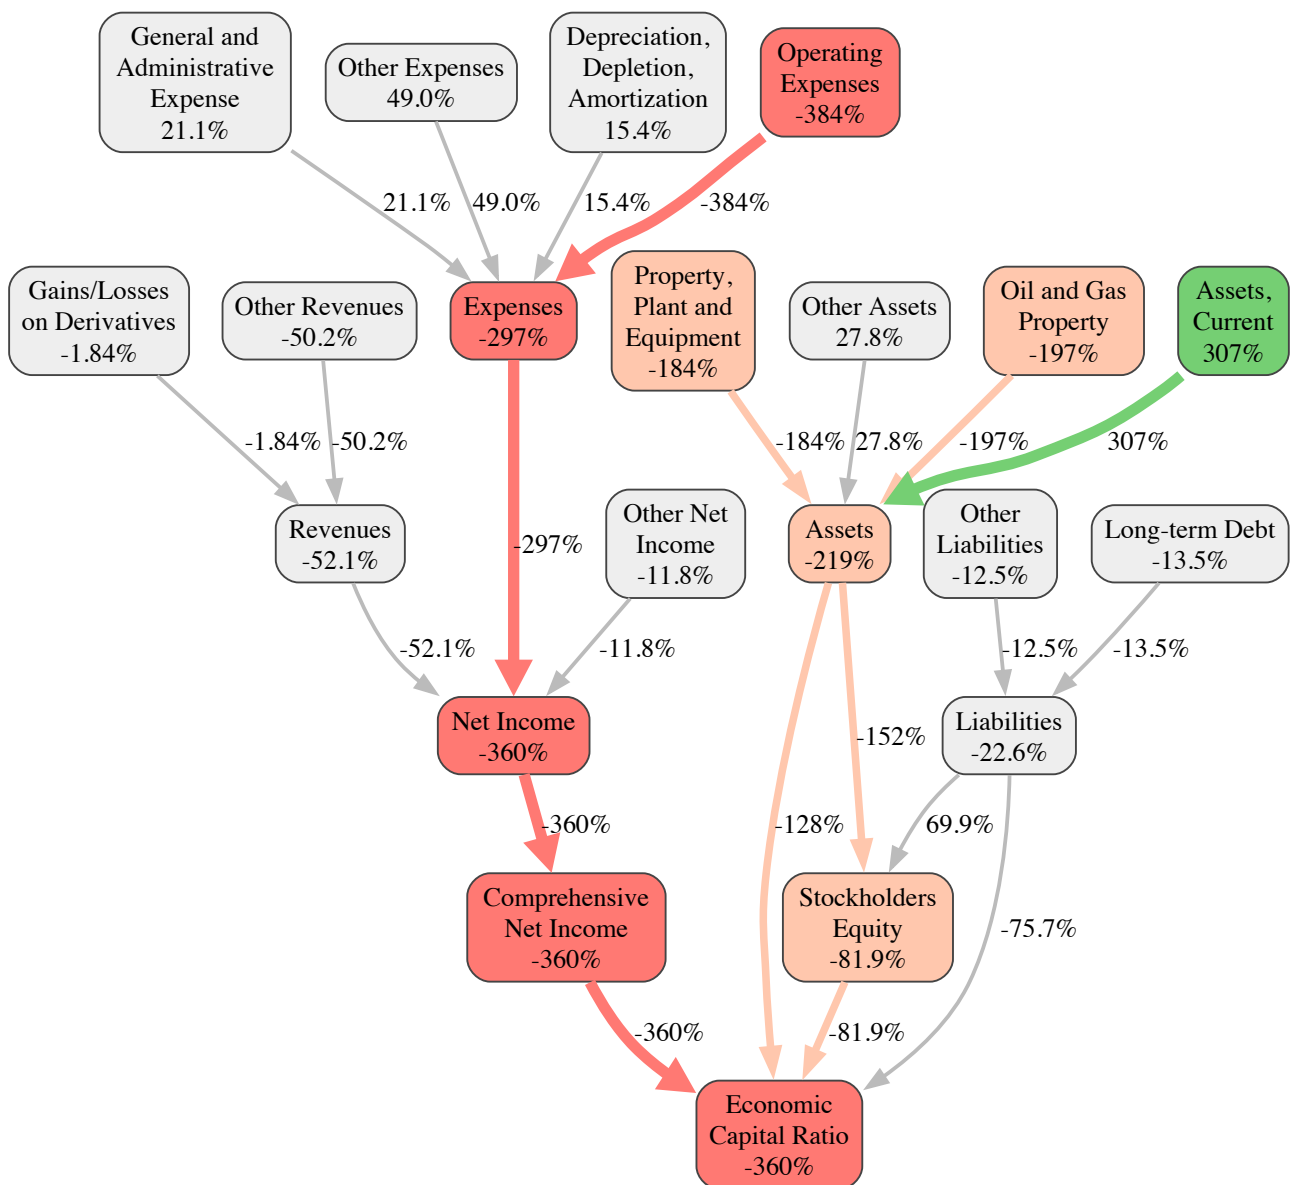 General and
Administrative
Expense
21.1%
Other Expenses
49.0%
Depreciation,
Depletion,
Amortization
15.4%
Operating
Expenses
-384%
21.1%
49.0%
15.4%
-384%
Gains/Losses
on Derivatives
-1.84%
Other Revenues
-50.2%
Expenses
-297%
Property,
Plant and
Equipment
-184%
Other Assets
27.8%
Oil and Gas
Property
-197%
Assets,
Current
307%
-1.84%
-50.2%
-184%
27.8%
-197%
307%
Revenues
-52.1%
-297%
Other Net
Income
-11.8%
Assets
-219%
Other
Liabilities
-12.5%
Long-term Debt
-13.5%
-52.1%
-11.8%
-12.5%
-13.5%
Net Income
-360%
-152%
Liabilities
-22.6%
-360%
-128%
69.9%
Comprehensive
Net Income
-360%
Stockholders
Equity
-81.9%
-75.7%
-360%
-81.9%
Economic
Capital Ratio
-360%